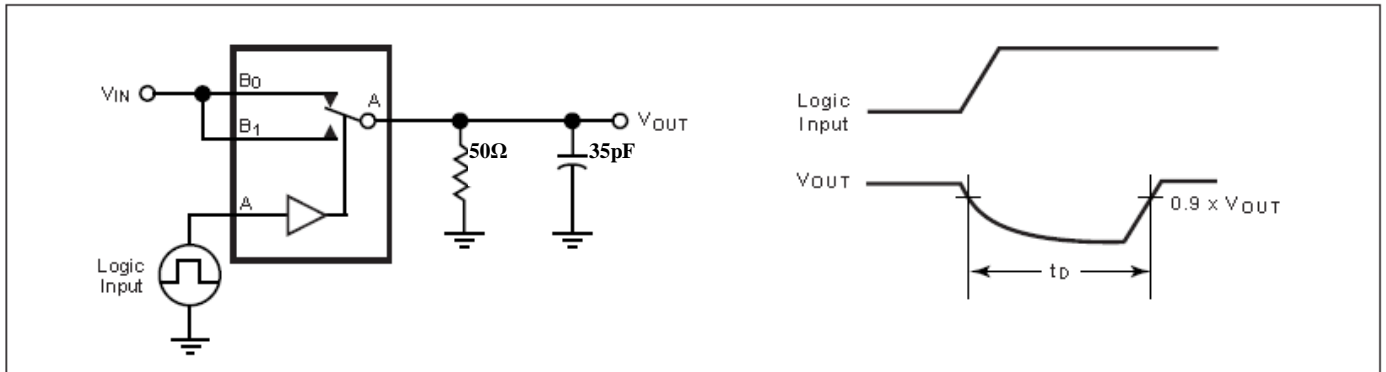 B0
VIN
A
VOUT
B1
50Ω
35pF
A
Logic
Input
Logic
Input
VOUT
0.9 x VOUT
tD